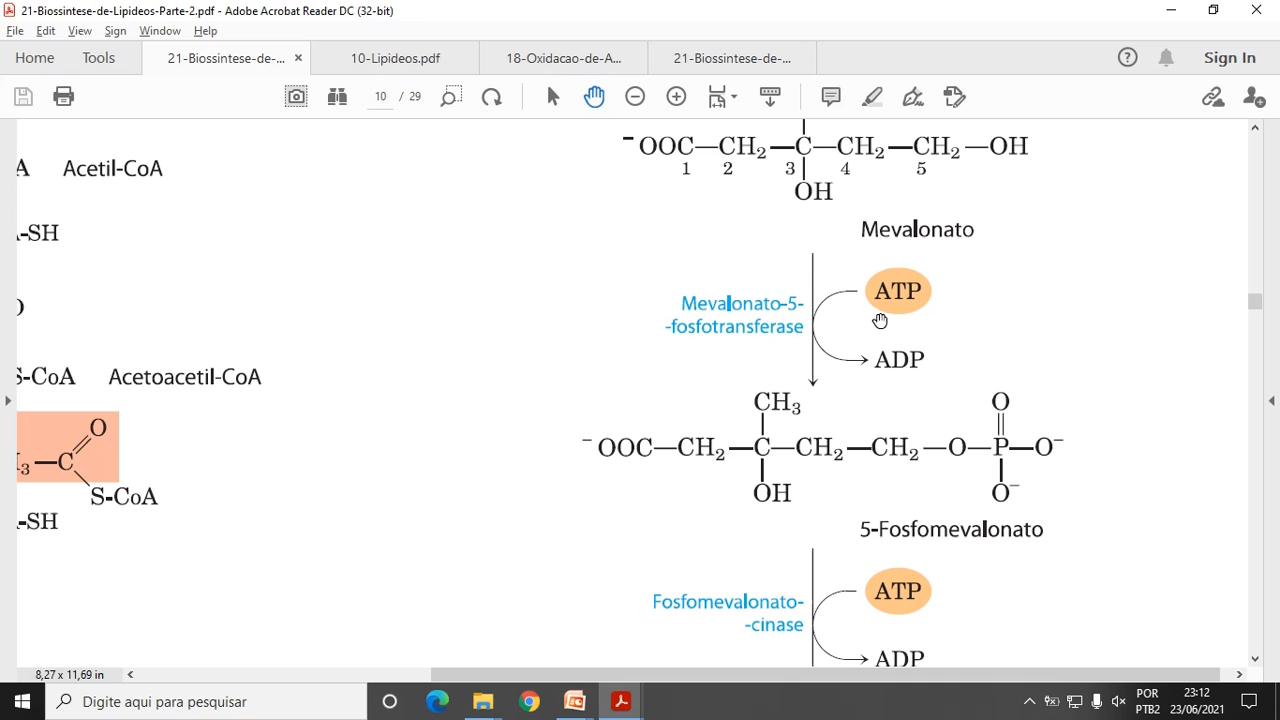 21-Biossintese-de-Lipideos-Parte-2.pdf - Adobe Acrobat Reader DC (32-bit)
File Edit View Sign Window Help
Home Tools 21-Biossintese-de-... × 10-Lipideos.pdf 18-Oxidacao-de-A... 21-Biossintese-de-... Sign In
10 / 29
⁻OOC—CH₂—C—CH₂—CH₂—OH
1 2 3 4 5
OH
A Acetil-CoA
-SH
Mevalonato
ATP
Mevalonato-5-
-fosfotransferase
ADP
S-CoA Acetoacetil-CoA
CH₃ O
O
₃—C
⁻OOC—CH₂—C—CH₂—CH₂—O—P—O⁻
S-CoA
OH O⁻
-SH
5-Fosfomevalonato
ATP
Fosfomevalonato-
-cinase
ADP
8,27 x 11,69 in
Digite aqui para pesquisar
POR
PTB2
23:12
23/06/2021